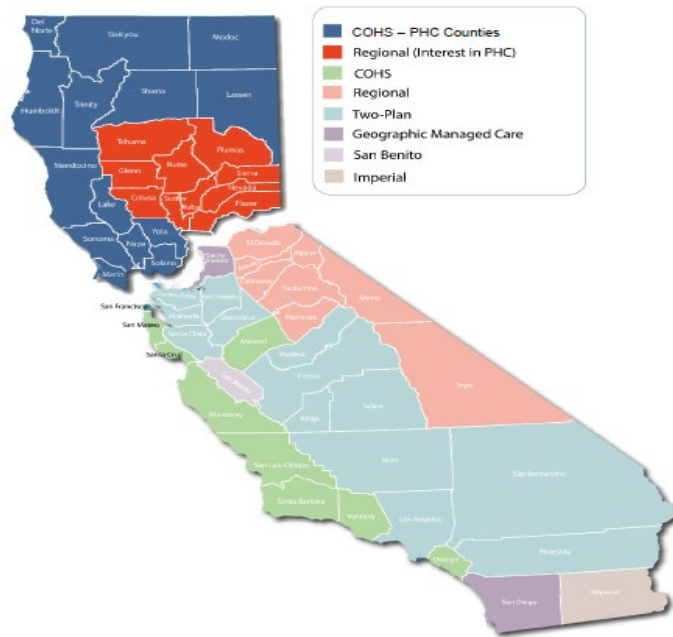 COHS – PHC Counties
Regional (Interest in PHC)
COHS
Regional
Two-Plan
Geographic Managed Care
San Benito
Imperial
Del Norte
Siskiyou
Modoc
Humboldt
Trinity
Shasta
Lassen
Tehama
Plumas
Mendocino
Glenn
Butte
Sierra
Nevada
Colusa
Sutter
Yuba
Placer
Lake
Sonoma
Napa
Yolo
Solano
Marin
El Dorado
Alpine
Calaveras
Tuolumne
Mono
San Francisco
Alameda
Mariposa
San Mateo
Santa Clara
Merced
Santa Cruz
Madera
Fresno
Inyo
San Benito
Monterey
Kings
Tulare
San Luis Obispo
Kern
San Bernardino
Santa Barbara
Ventura
Los Angeles
Orange
Riverside
San Diego
Imperial